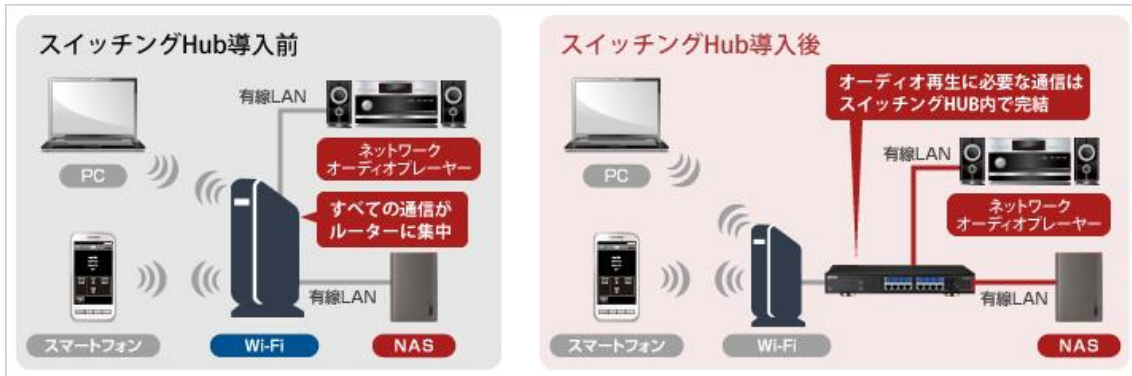 スイッチングHub導入前
有線LAN
PC
ネットワーク
オーディオプレーヤー
すべての通信が
ルーターに集中
有線LAN
スマートフォン
Wi-Fi
NAS
スイッチングHub導入後
オーディオ再生に必要な通信は
スイッチングHUB内で完結
有線LAN
PC
ネットワーク
オーディオプレーヤー
有線LAN
スマートフォン
Wi-Fi
NAS